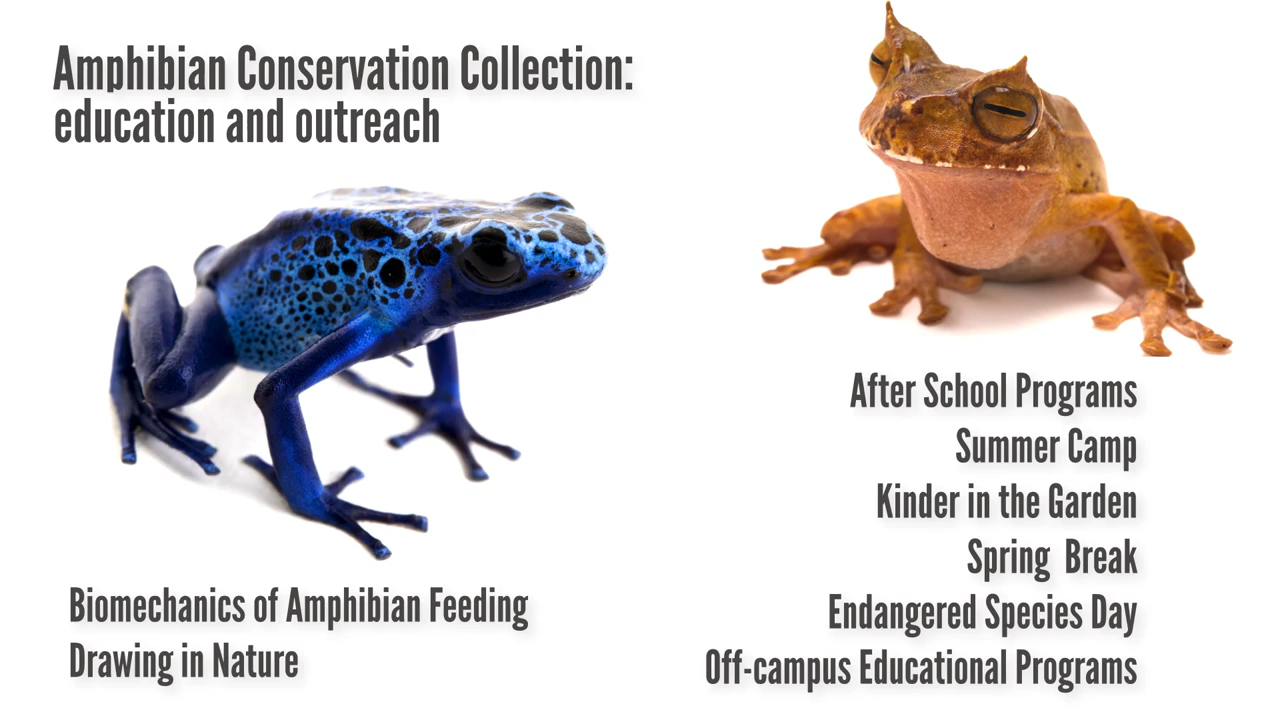 Amphibian Conservation Collection:
education and outreach
Biomechanics of Amphibian Feeding
Drawing in Nature
After School Programs
Summer Camp
Kinder in the Garden
Spring  Break
Endangered Species Day
Off-campus Educational Programs